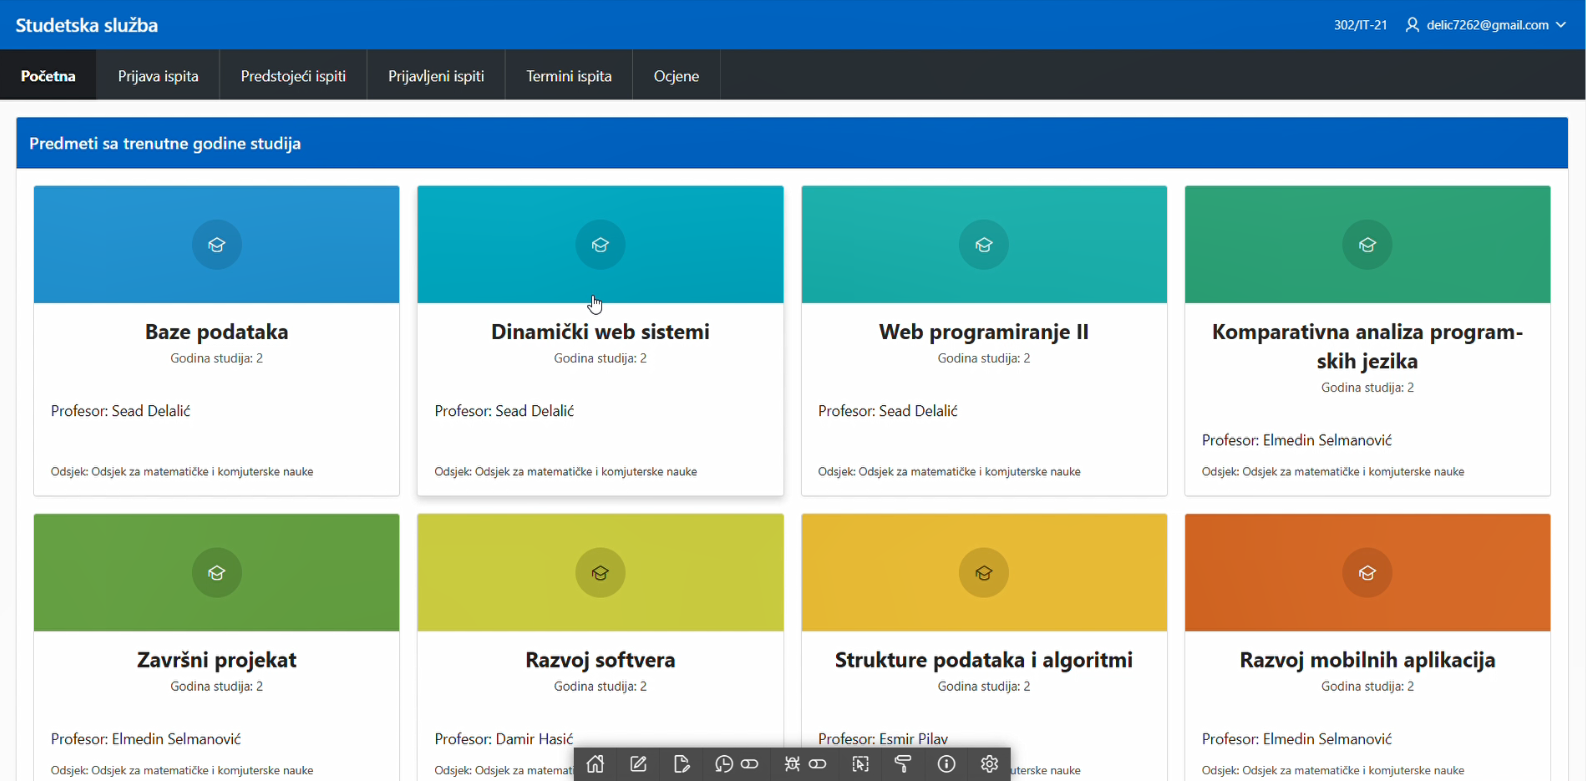 Studetska služba
302/IT-21 delic7262@gmail.com
Početna Prijava ispita Predstojeći ispiti Prijavljeni ispiti Termini ispita Ocjene
Predmeti sa trenutne godine studija
Baze podataka
Godina studija: 2
Profesor: Sead Delalić
Odsjek: Odsjek za matematičke i komjuterske nauke
Dinamički web sistemi
Godina studija: 2
Profesor: Sead Delalić
Odsjek: Odsjek za matematičke i komjuterske nauke
Web programiranje II
Godina studija: 2
Profesor: Sead Delalić
Odsjek: Odsjek za matematičke i komjuterske nauke
Komparativna analiza program-
skih jezika
Godina studija: 2
Profesor: Elmedin Selmanović
Odsjek: Odsjek za matematičke i komjuterske nauke
Završni projekat
Godina studija: 2
Profesor: Elmedin Selmanović
Odsjek: Odsjek za matematičke i komjuterske nauke
Razvoj softvera
Godina studija: 2
Profesor: Damir Hasić
Odsjek: Odsjek za
Strukture podataka i algoritmi
Godina studija: 2
Profesor: Esmir Pilav
nauke
Razvoj mobilnih aplikacija
Godina studija: 2
Profesor: Elmedin Selmanović
Odsjek: Odsjek za matematičke i komjuterske nauke